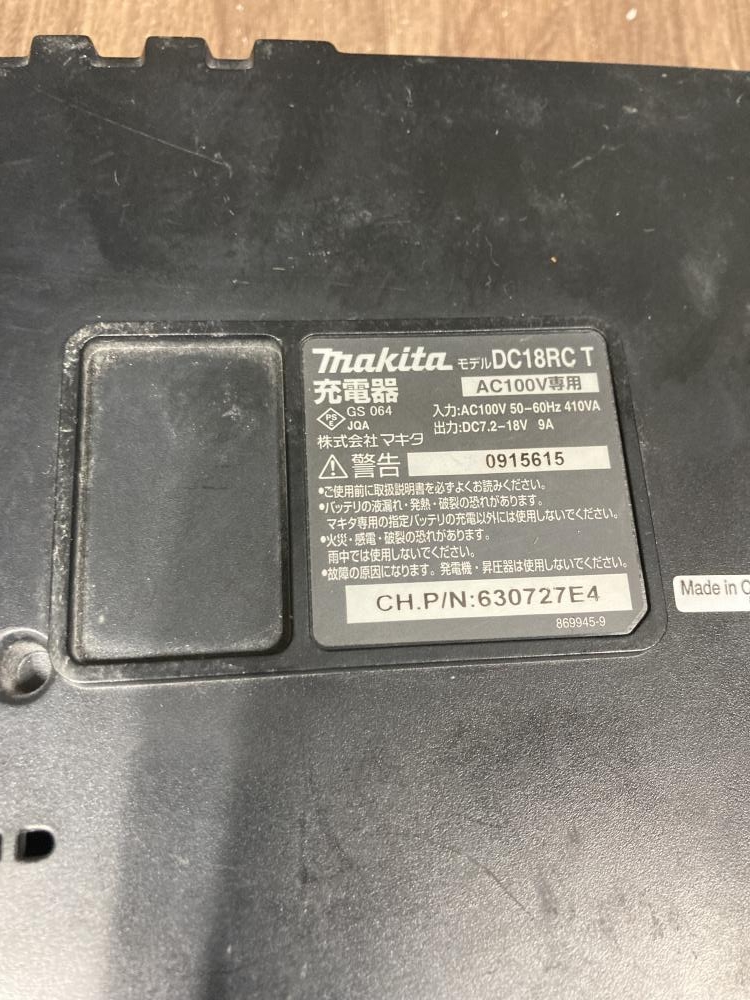 makita モデル DC18RC T
充電器 AC100V専用
PS E GS 064 JQA
入力:AC100V 50-60Hz 410VA
出力:DC7.2-18V 9A
株式会社マキタ
警告 0915615
•ご使用前に取扱説明書を必ずよくお読みください。
•バッテリの液漏れ・発熱・破裂の恐れがあります。
マキタ専用の指定バッテリの充電以外には使用しないでください。
•火災・感電・破裂の恐れがあります。
雨中では使用しないでください。
•故障の原因になります。発電機・昇圧器は使用しないでください。
CH.P/N:630727E4
869945-9
Made in